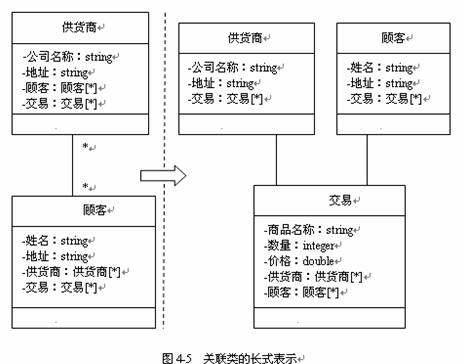 供货商
-公司名称：string
-地址：string
-顾客：顾客[*]
-交易：交易[*]
*
*
顾客
-姓名：string
-地址：string
-供货商：供货商[*]
-交易：交易[*]
供货商
-公司名称：string
-地址：string
-交易：交易[*]
顾客
-姓名：string
-地址：string
-交易：交易[*]
交易
-商品名称：string
-数量：integer
-价格：double
-供货商：供货商[*]
-顾客：顾客[*]
图 4-5 关联类的长式表示